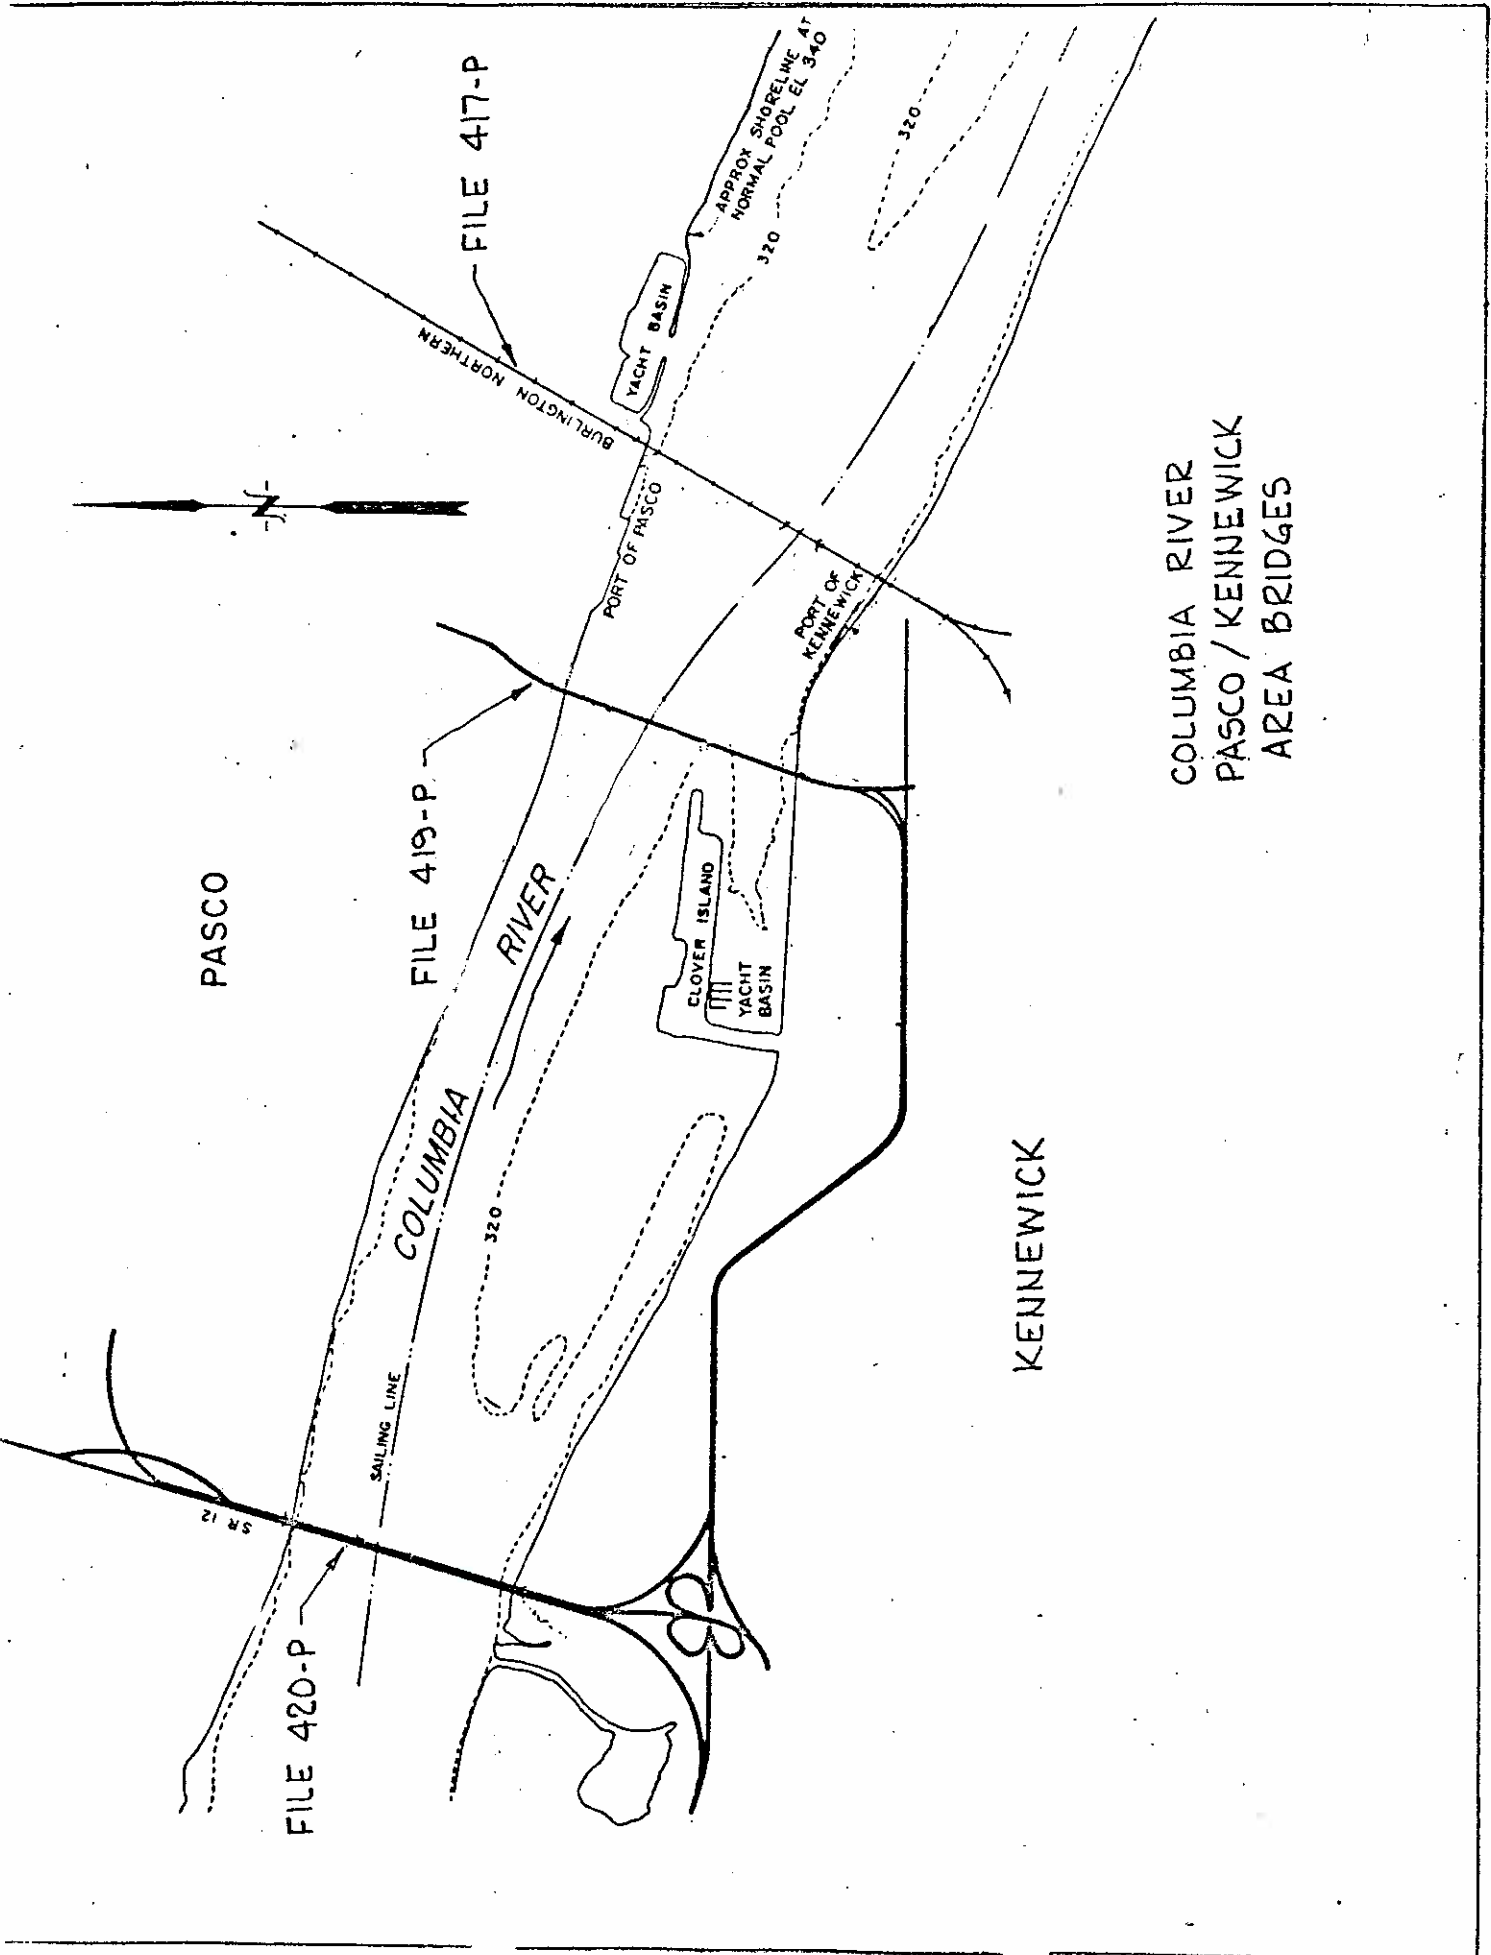 PASCO
KENNEWICK
COLUMBIA RIVER
SAILING LINE
SR 12
FILE 420-P
FILE 419-P
FILE 417-P
BURLINGTON NORTHERN
-N-
320
CLOVER ISLAND
YACHT
BASIN
PORT OF PASCO
PORT OF
KENNEWICK
YACHT BASIN
APPROX SHORELINE AT
NORMAL POOL EL 340
320
320
COLUMBIA RIVER
PASCO / KENNEWICK
AREA BRIDGES